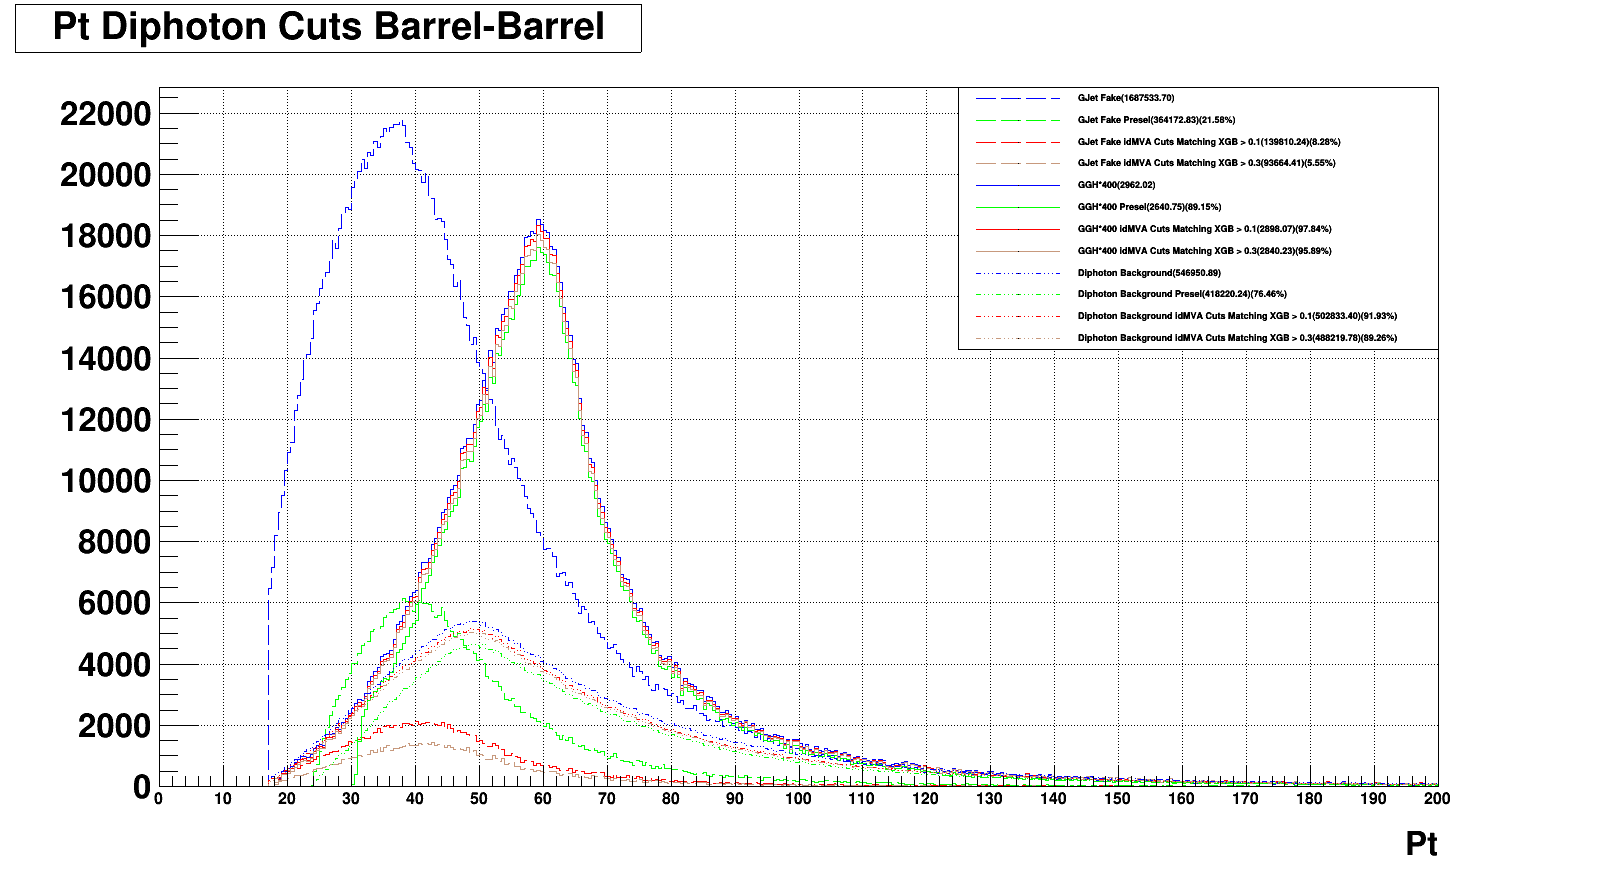 Pt Diphoton Cuts Barrel-Barrel
GJet Fake(1687533.70)
GJet Fake Presel(364172.83)(21.58%)
GJet Fake idMVA Cuts Matching XGB > 0.1(139810.24)(8.28%)
GJet Fake idMVA Cuts Matching XGB > 0.3(93664.41)(5.55%)
GGH*400(2962.02)
GGH*400 Presel(2640.75)(89.15%)
GGH*400 idMVA Cuts Matching XGB > 0.1(2898.07)(97.84%)
GGH*400 idMVA Cuts Matching XGB > 0.3(2840.23)(95.89%)
Diphoton Background(546950.89)
Diphoton Background Presel(418220.24)(76.46%)
Diphoton Background idMVA Cuts Matching XGB > 0.1(502833.40)(91.93%)
Diphoton Background idMVA Cuts Matching XGB > 0.3(488219.78)(89.26%)
22000
20000
18000
16000
14000
12000
10000
8000
6000
4000
2000
0
0 10 20 30 40 50 60 70 80 90 100 110 120 130 140 150 160 170 180 190 200
Pt